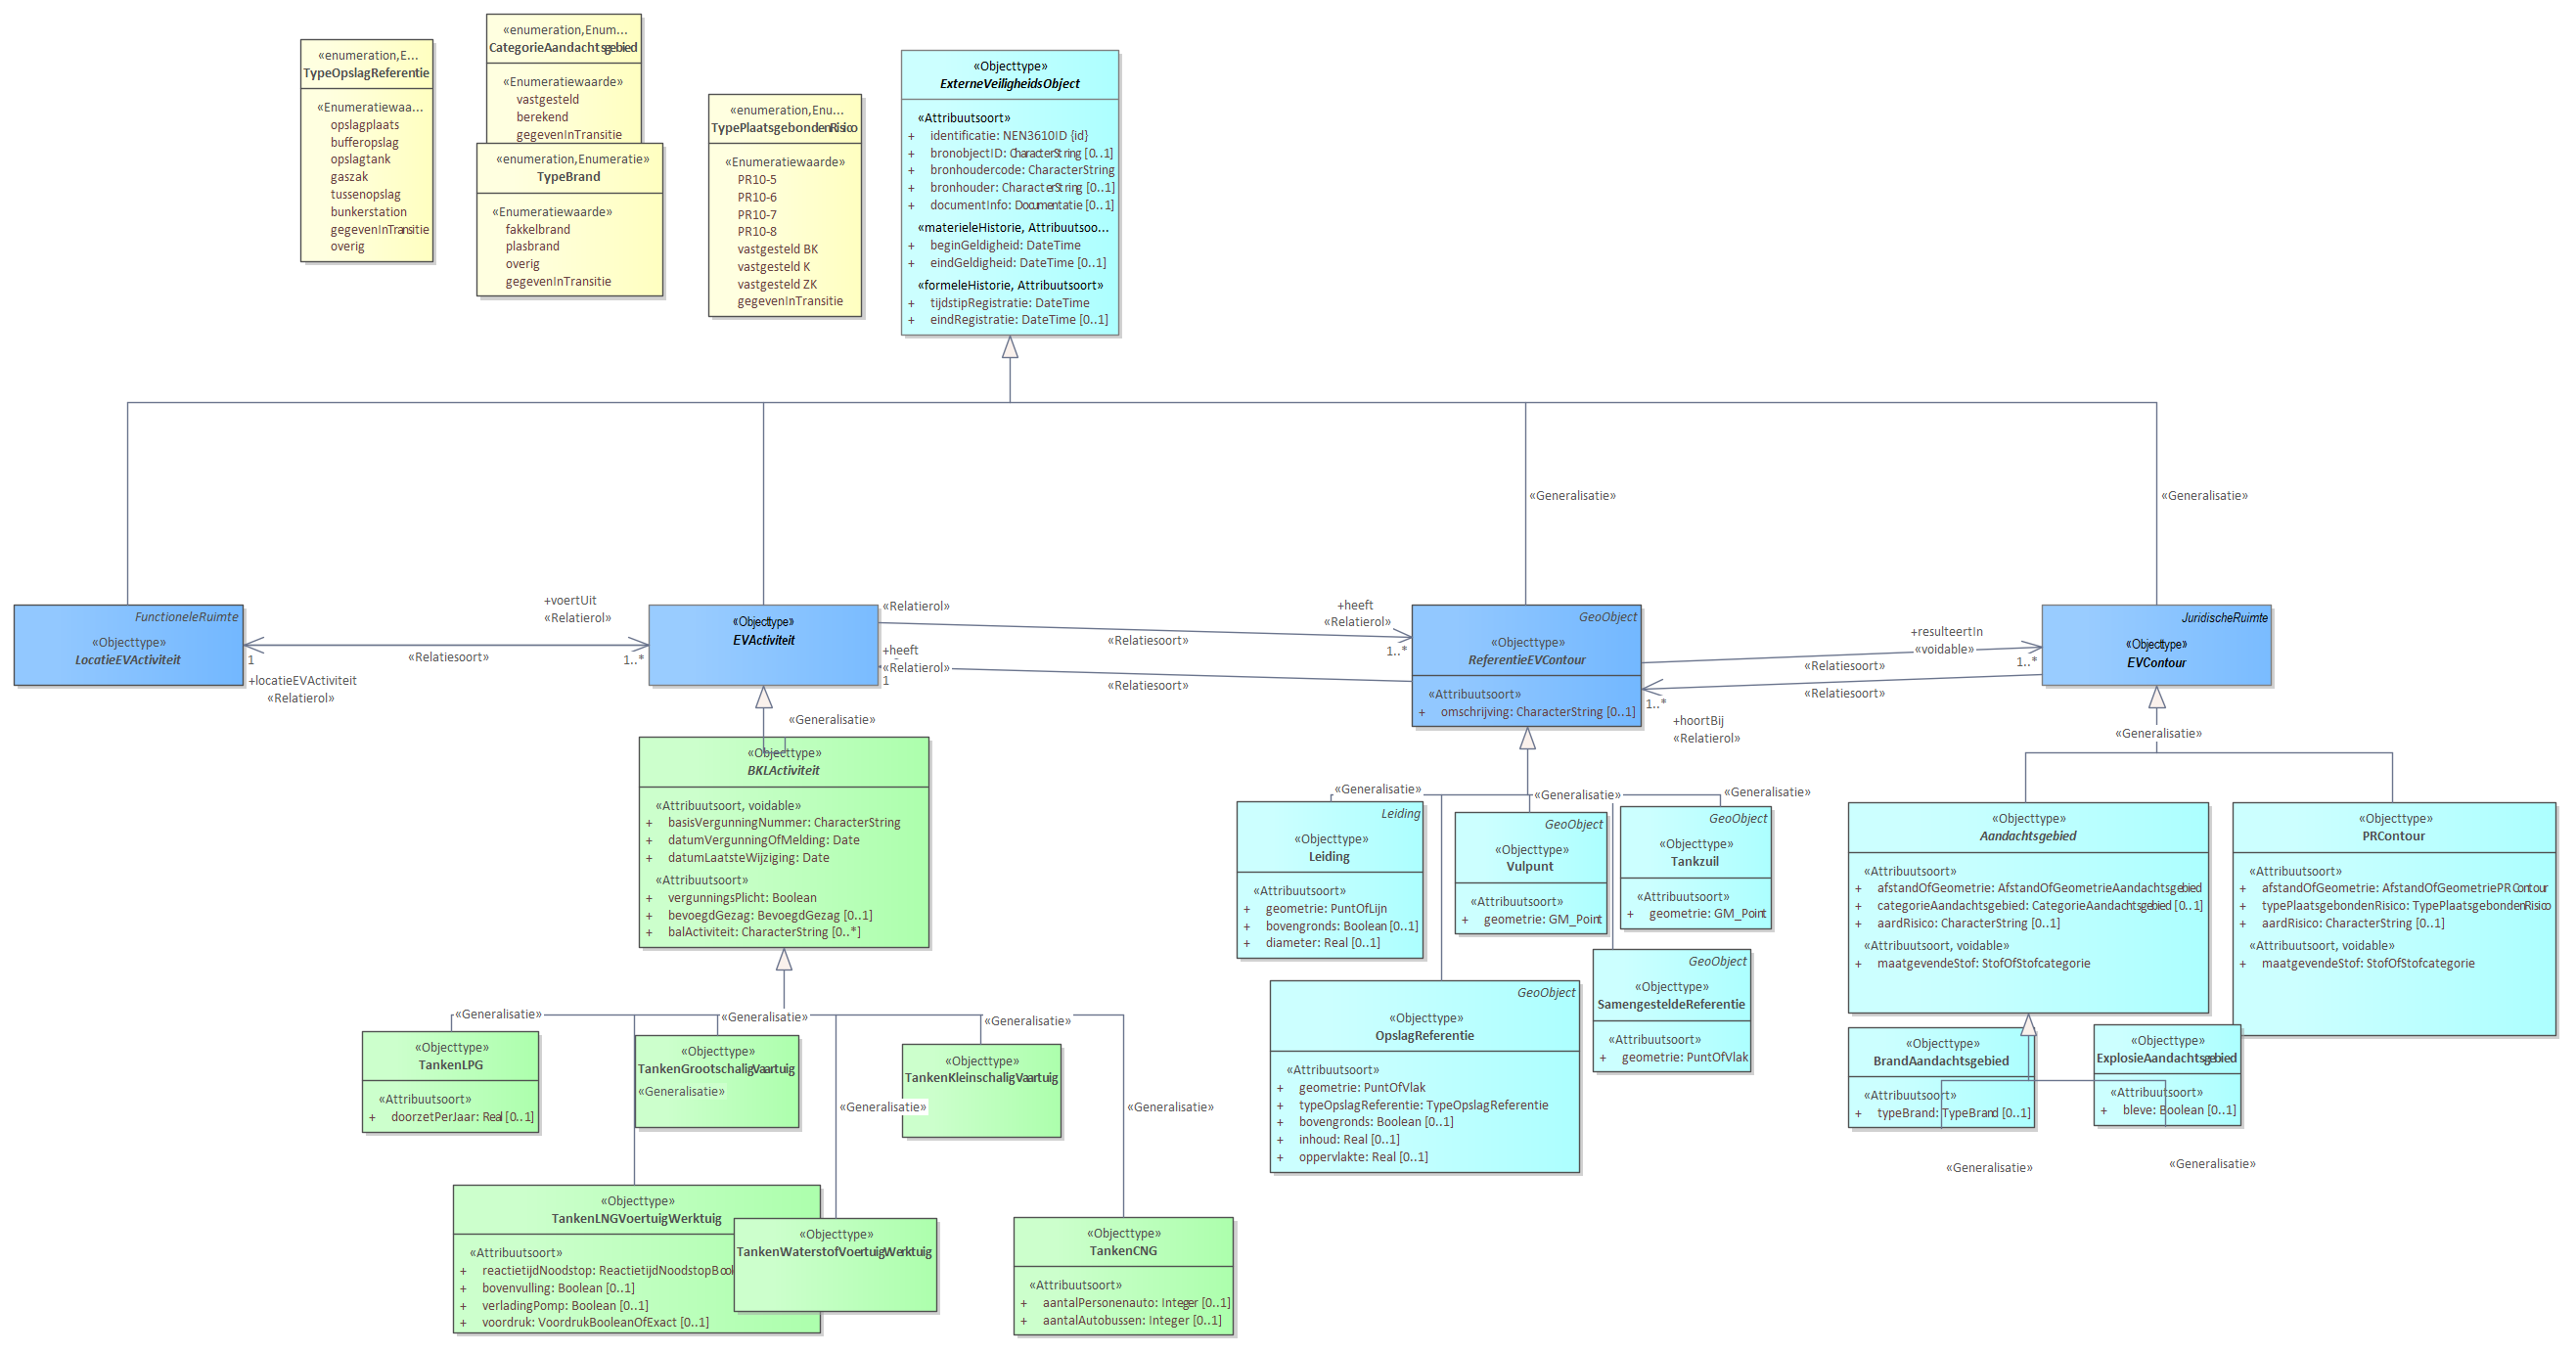 «enumeration,E...
TypeOpslagReferentie
«Enumeratiewaa...
opslagplaats
bufferopslag
opslagtank
gaszak
tussenopslag
bunkerstation
gegevenInTransitie
overig
«enumeration,Enum...
CategorieAandachtsgebied
«Enumeratiewaarde»
vastgesteld
berekend
gegevenInTransitie
«enumeration,Enumeratie»
TypeBrand
«Enumeratiewaarde»
fakkelbrand
plasbrand
overig
gegevenInTransitie
«enumeration,Enu...
TypePlaatsgebondenRisico
«Enumeratiewaarde»
PR10-5
PR10-6
PR10-7
PR10-8
vastgesteld BK
vastgesteld K
vastgesteld ZK
gegevenInTransitie
«Objecttype»
ExterneVeiligheidsObject
«Attribuutsoort»
+ identificatie: NEN3610ID {id}
+ bronobjectID: CharacterString [0..1]
+ bronhoudercode: CharacterString
+ bronhouder: CharacterString [0..1]
+ documentInfo: Documentatie [0..1]
«materieleHistorie, Attribuutsoo...
+ beginGeldigheid: DateTime
+ eindGeldigheid: DateTime [0..1]
«formeleHistorie, Attribuutsoort»
+ tijdstipRegistratie: DateTime
+ eindRegistratie: DateTime [0..1]
«Generalisatie»
«Generalisatie»
FunctioneleRuimte
«Objecttype»
LocatieEVActiviteit
+voertUit
«Relatierol»
1
«Relatiesoort»
1..*
+locatieEVActiviteit
«Relatierol»
«Objecttype»
EVActiviteit
«Relatierol»
+heeft
«Relatierol»
1
+heeft
«Relatierol»
1..*
«Relatiesoort»
«Relatiesoort»
GeoObject
«Objecttype»
ReferentieEVContour
«Attribuutsoort»
+ omschrijving: CharacterString [0..1]
+resulteertIn
«voidable»
1..*
«Relatiesoort»
«Relatiesoort»
1..*
+hoortBij
«Relatierol»
JuridischeRuimte
«Objecttype»
EVContour
«Generalisatie»
«Generalisatie»
«Objecttype»
BKLActiviteit
«Attribuutsoort, voidable»
+ basisVergunningNummer: CharacterString
+ datumVergunningOfMelding: Date
+ datumLaatsteWijziging: Date
«Attribuutsoort»
+ vergunningsPlicht: Boolean
+ bevoegdGezag: BevoegdGezag [0..1]
+ balActiviteit: CharacterString [0..*]
«Generalisatie»
«Generalisatie»
«Generalisatie»
Leiding
«Objecttype»
Leiding
«Attribuutsoort»
+ geometrie: PuntOfLijn
+ bovengronds: Boolean [0..1]
+ diameter: Real [0..1]
GeoObject
«Objecttype»
Vulpunt
«Attribuutsoort»
+ geometrie: GM_Point
GeoObject
«Objecttype»
Tankzuil
«Attribuutsoort»
+ geometrie: GM_Point
GeoObject
«Objecttype»
OpslagReferentie
«Attribuutsoort»
+ geometrie: PuntOfVlak
+ typeOpslagReferentie: TypeOpslagReferentie
+ bovengronds: Boolean [0..1]
+ inhoud: Real [0..1]
+ oppervlakte: Real [0..1]
GeoObject
«Objecttype»
SamengesteldeReferentie
«Attribuutsoort»
+ geometrie: PuntOfVlak
«Objecttype»
Aandachtsgebied
«Attribuutsoort»
+ afstandOfGeometrie: AfstandOfGeometrieAandachtsgebied
+ categorieAandachtsgebied: CategorieAandachtsgebied [0..1]
+ aardRisico: CharacterString [0..1]
«Attribuutsoort, voidable»
+ maatgevendeStof: StofOfStofcategorie
«Objecttype»
PRContour
«Attribuutsoort»
+ afstandOfGeometrie: AfstandOfGeometriePRContour
+ typePlaatsgebondenRisico: TypePlaatsgebondenRisico
+ aardRisico: CharacterString [0..1]
«Attribuutsoort, voidable»
+ maatgevendeStof: StofOfStofcategorie
«Objecttype»
BrandAandachtsgebied
«Attribuutsoort»
+ typeBrand: TypeBrand [0..1]
«Objecttype»
ExplosieAandachtsgebied
«Attribuutsoort»
+ bleve: Boolean [0..1]
«Generalisatie»
«Generalisatie»
«Generalisatie»
«Generalisatie»
«Generalisatie»
«Objecttype»
TankenLPG
«Attribuutsoort»
+ doorzetPerJaar: Real [0..1]
«Objecttype»
TankenGrootschaligVaartuig
«Generalisatie»
«Generalisatie»
«Objecttype»
TankenKleinschaligVaartuig
«Generalisatie»
«Objecttype»
TankenLNGVoertuigWerktuig
«Attribuutsoort»
+ reactietijdNoodstop: ReactietijdNoodstopBool
+ bovenvulling: Boolean [0..1]
+ verladingPomp: Boolean [0..1]
+ voordruk: VoordrukBooleanOfExact [0..1]
«Objecttype»
TankenWaterstofVoertuigWerktuig
«Objecttype»
TankenCNG
«Attribuutsoort»
+ aantalPersonenauto: Integer [0..1]
+ aantalAutobussen: Integer [0..1]